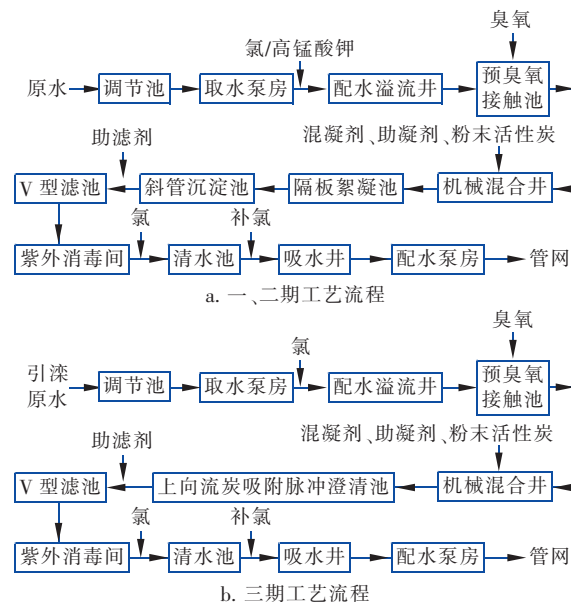 臭氧
氯/高锰酸钾
原水 调节池 取水泵房 配水溢流井 预臭氧
接触池
助滤剂 混凝剂、助凝剂、粉末活性炭
V型滤池 斜管沉淀池 隔板絮凝池 机械混合井
氯 补氯
紫外消毒间 清水池 吸水井 配水泵房 管网
a. 一、二期工艺流程
臭氧
氯
引滦
原水 调节池 取水泵房 配水溢流井 预臭氧
接触池
助滤剂 混凝剂、助凝剂、粉末活性炭
V型滤池 上向流炭吸附脉冲澄清池 机械混合井
氯 补氯
紫外消毒间 清水池 吸水井 配水泵房 管网
b. 三期工艺流程